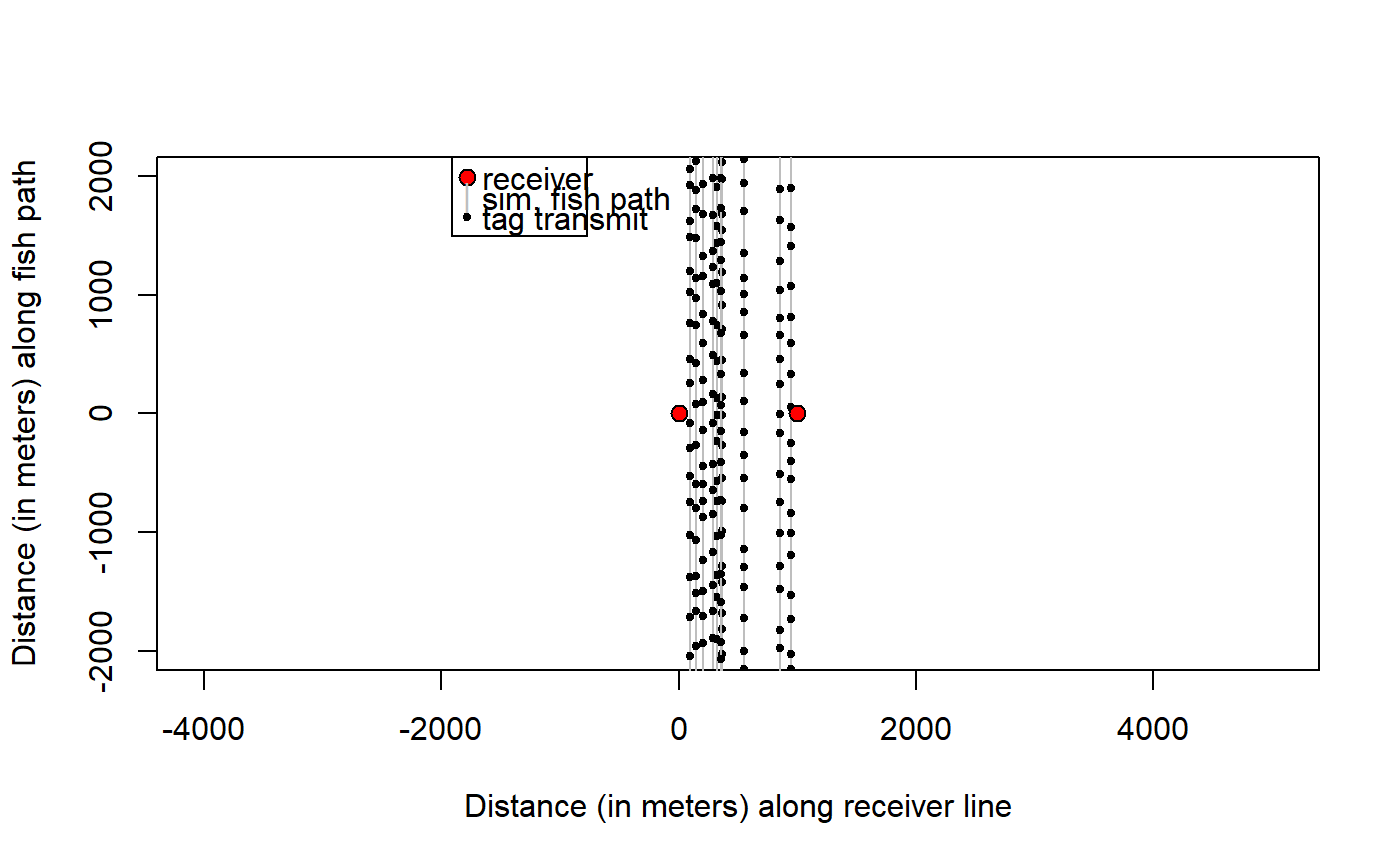 receiver
sim. fish path
tag transmit
Distance (in meters) along fish path
2000
1000
0
-1000
-2000
-4000
-2000
0
2000
4000
Distance (in meters) along receiver line